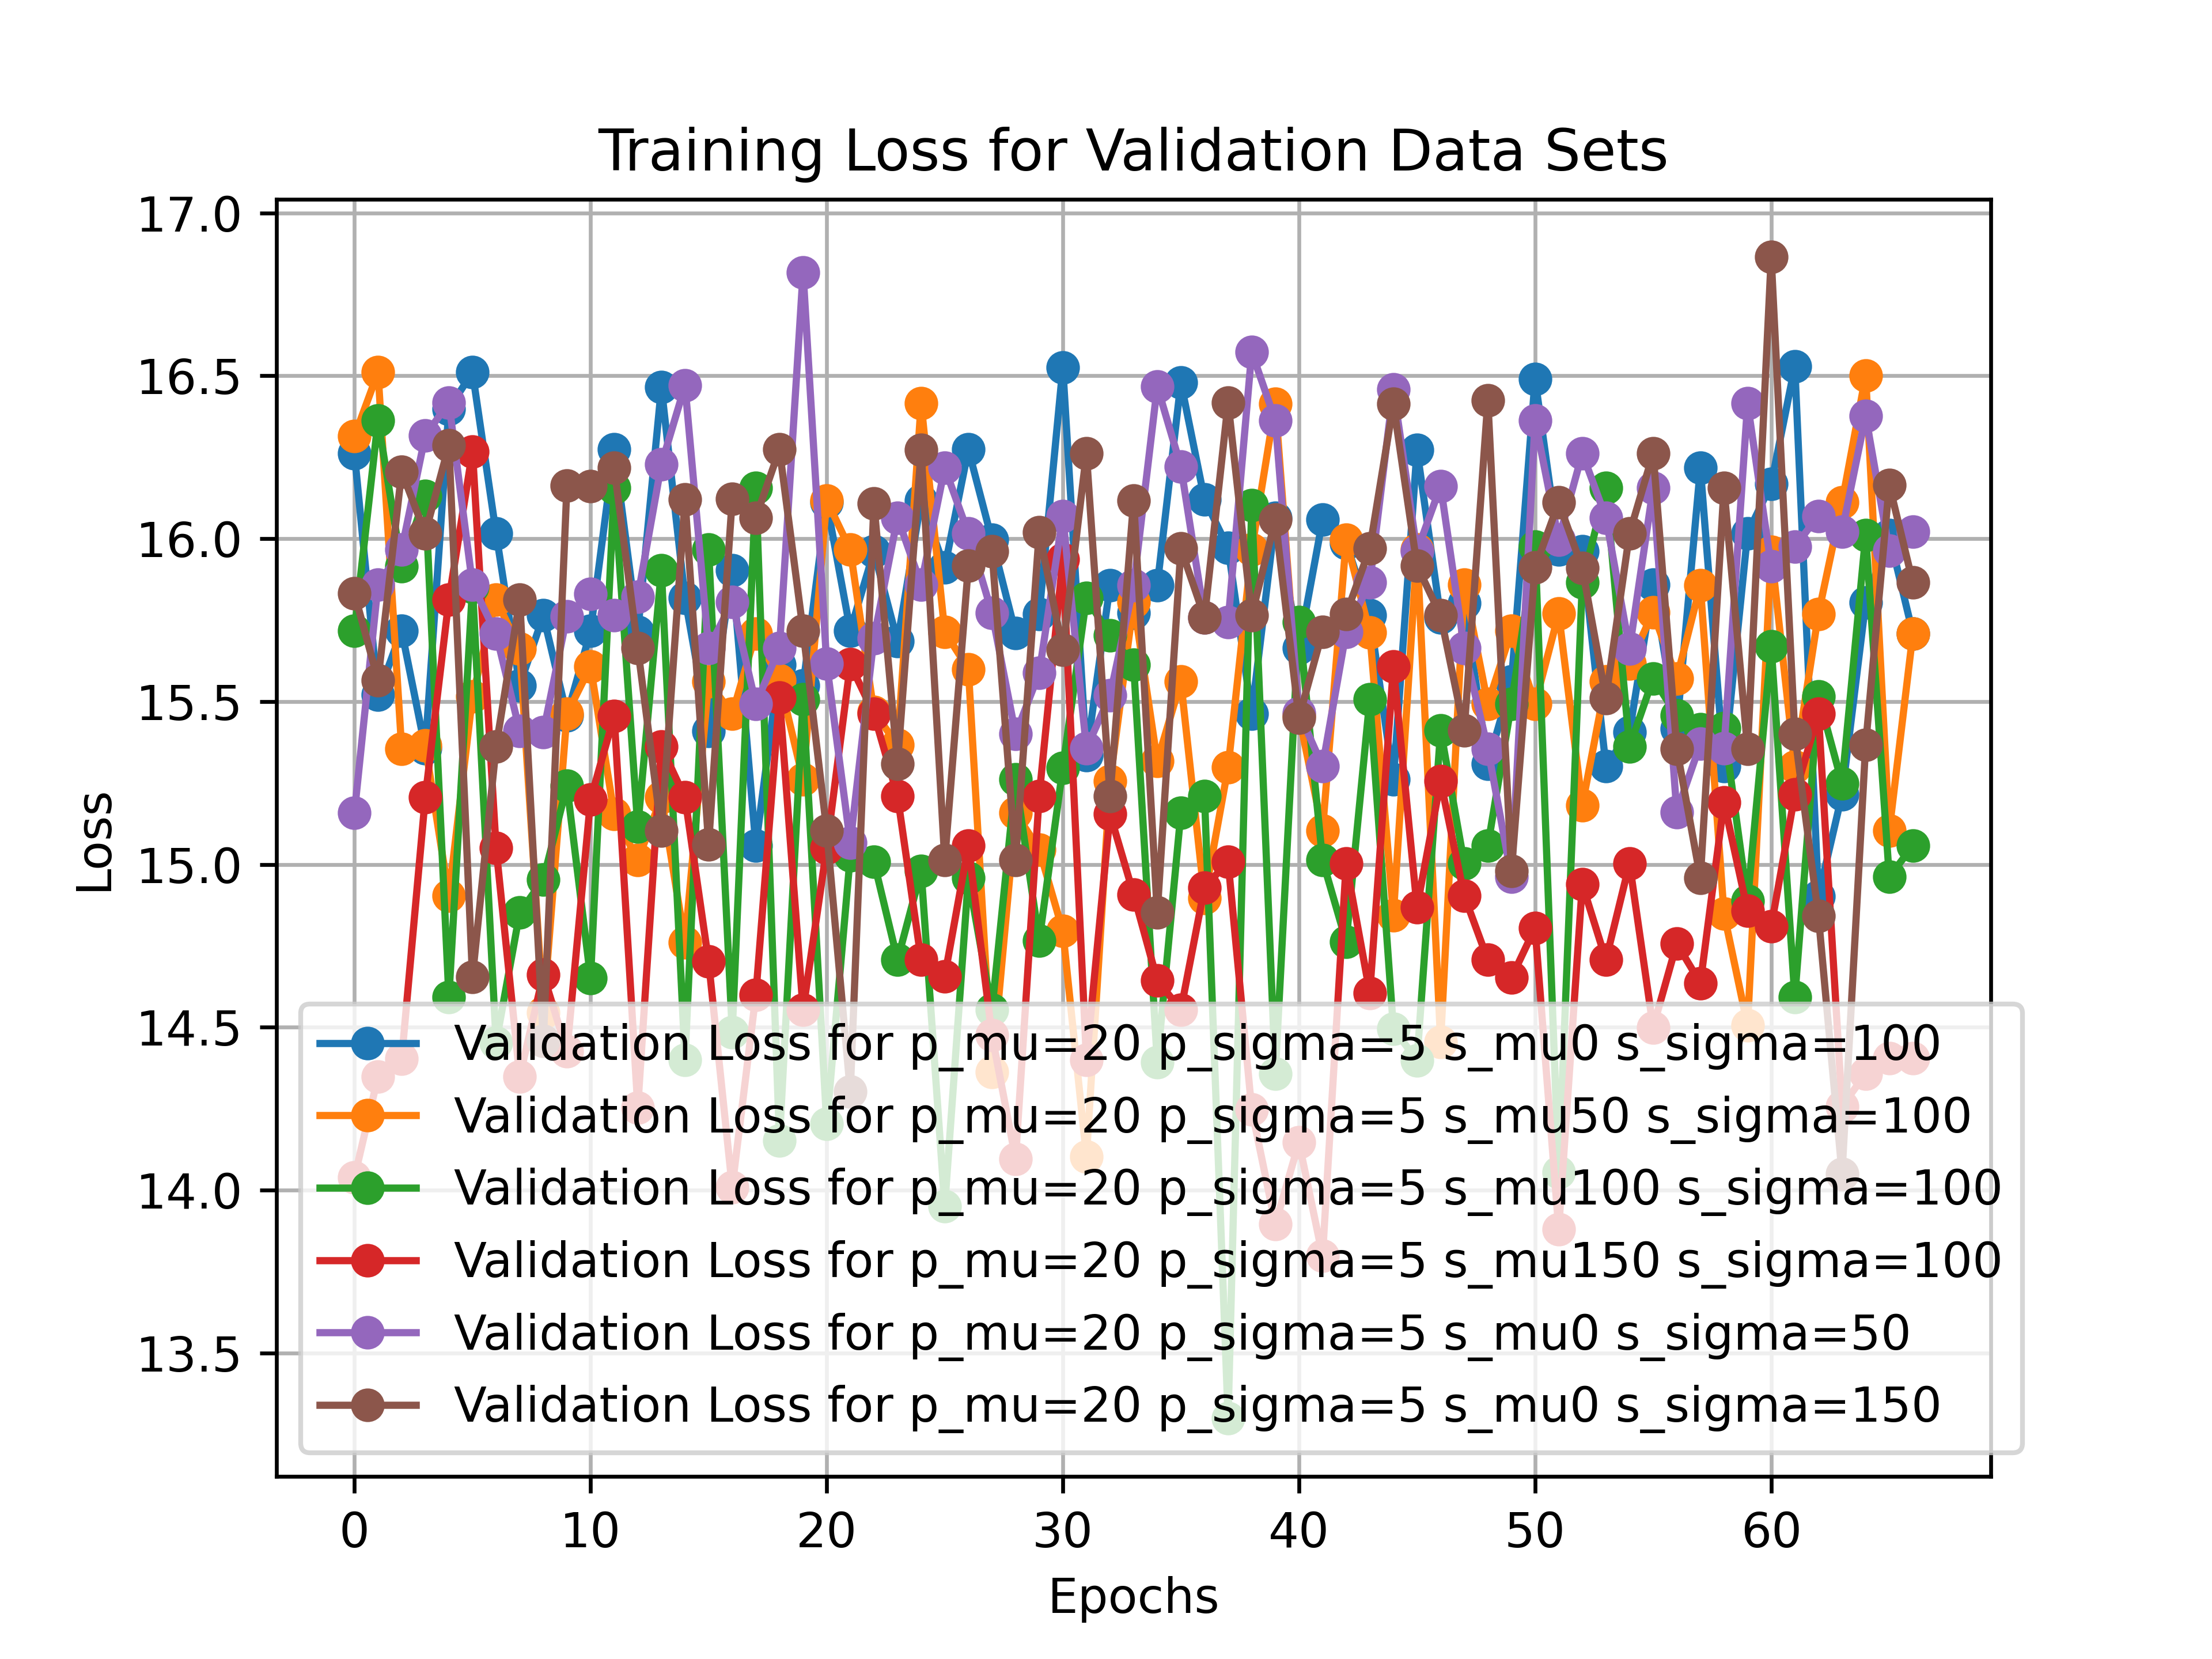 Training Loss for Validation Data Sets
17.0
16.5
16.0
15.5
15.0
14.5
14.0
13.5
Loss
Validation Loss for p_mu=20 p_sigma=5 s_mu0 s_sigma=100
Validation Loss for p_mu=20 p_sigma=5 s_mu50 s_sigma=100
Validation Loss for p_mu=20 p_sigma=5 s_mu100 s_sigma=100
Validation Loss for p_mu=20 p_sigma=5 s_mu150 s_sigma=100
Validation Loss for p_mu=20 p_sigma=5 s_mu0 s_sigma=50
Validation Loss for p_mu=20 p_sigma=5 s_mu0 s_sigma=150
0 10 20 30 40 50 60
Epochs